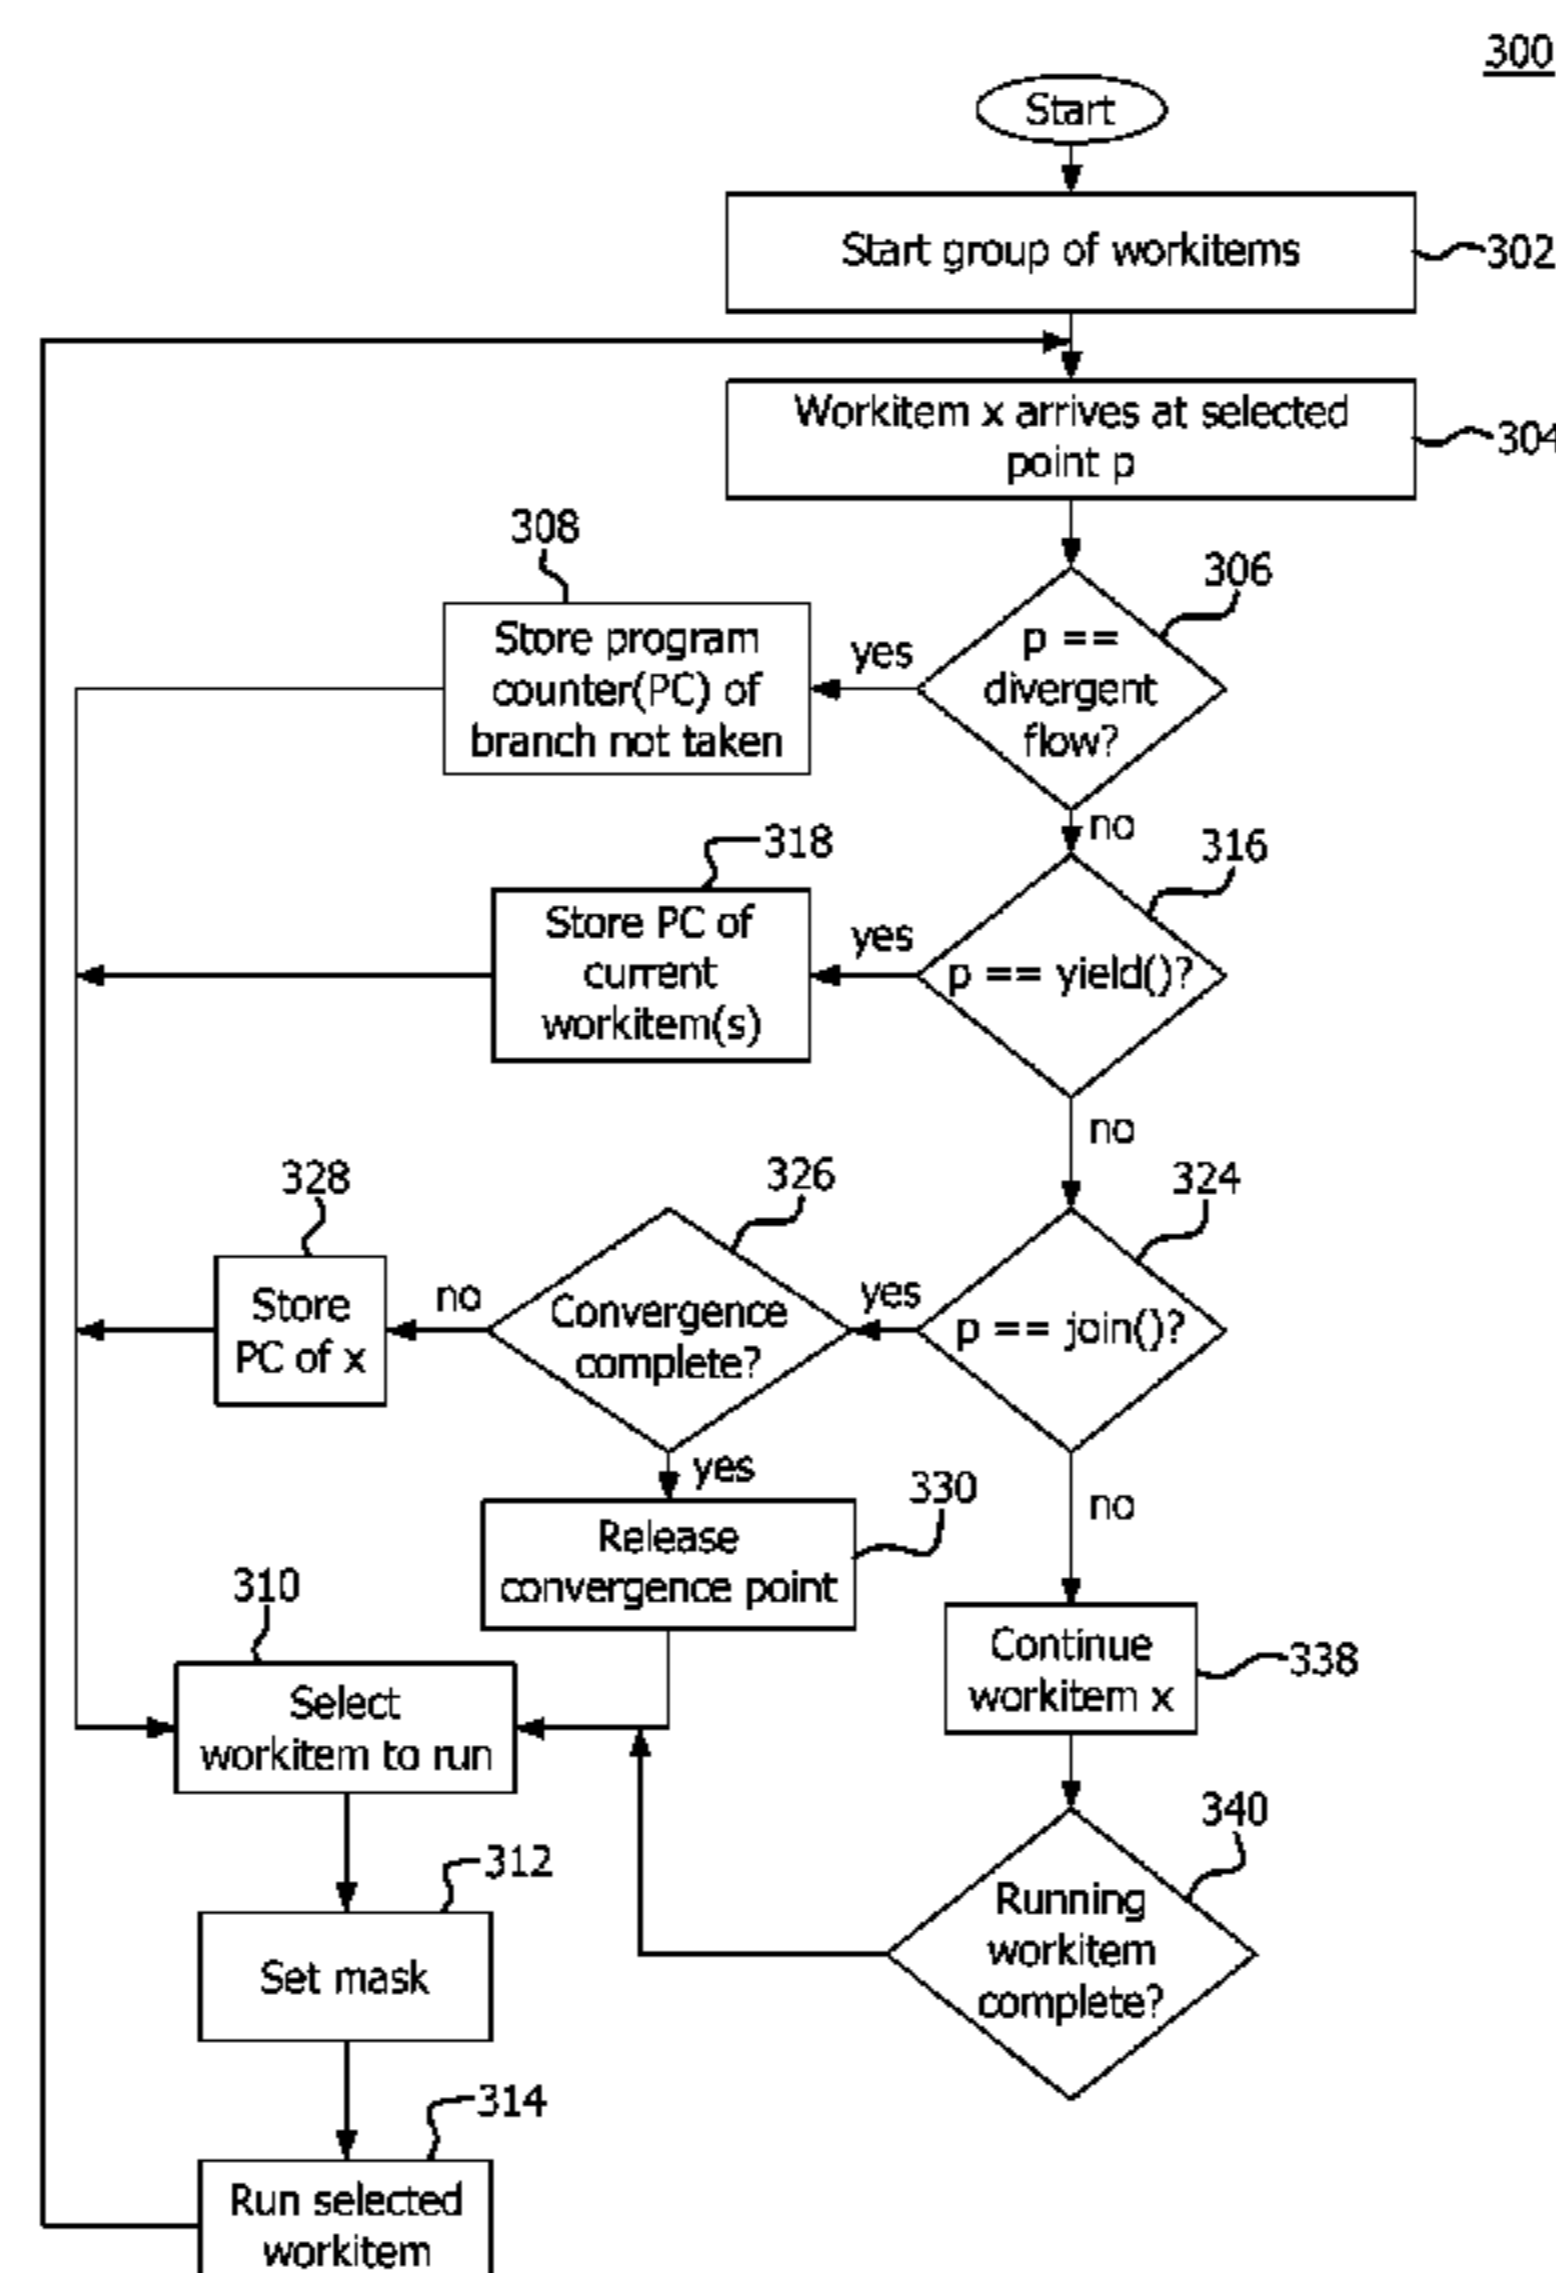 300
Start
Start group of workitems
302
Workitem x arrives at selected
point p
304
308
306
Store program
counter(PC) of
branch not taken
yes
p ==
divergent
flow?
no
318
316
Store PC of
current
workitem(s)
yes
p == yield()?
no
328
326
324
Store
PC of x
no
Convergence
complete?
yes
p == join()?
yes
330
no
Release
convergence point
310
Select
workitem to run
Continue
workitem x
338
312
340
Set mask
Running
workitem
complete?
314
Run selected
workitem